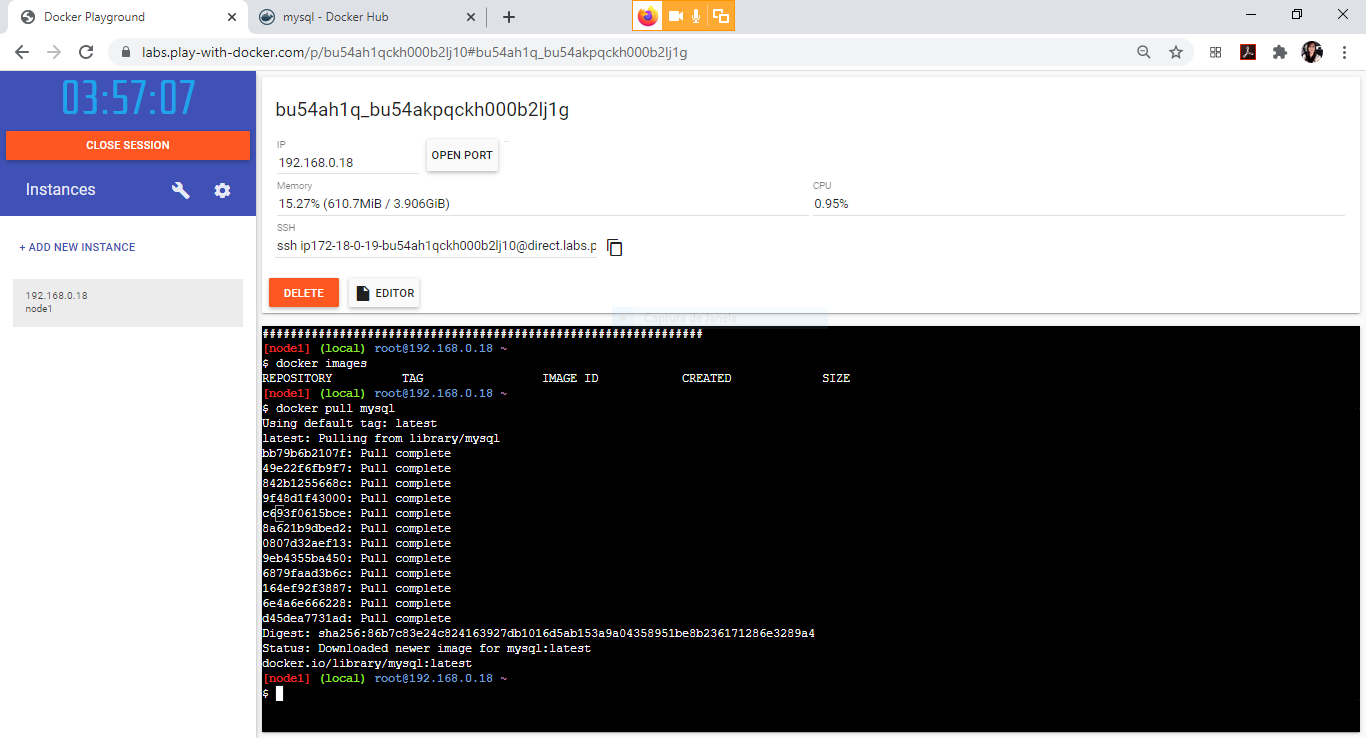 Docker Playground
mysql - Docker Hub
labs.play-with-docker.com/p/bu54ah1qckh000b2lj10#bu54ah1q_bu54akpqckh000b2lj1g
03:57:07
CLOSE SESSION
Instances
+ ADD NEW INSTANCE
192.168.0.18
node1
bu54ah1q_bu54akpqckh000b2lj1g
IP
192.168.0.18
OPEN PORT
Memory
15.27% (610.7MiB / 3.906GiB)
CPU
0.95%
SSH
ssh ip172-18-0-19-bu54ah1qckh000b2lj10@direct.labs.p
DELETE
EDITOR
Captura de Janela
###############################################################
[node1] (local) root@192.168.0.18 ~
$ docker images
REPOSITORY TAG IMAGE ID CREATED SIZE
[node1] (local) root@192.168.0.18 ~
$ docker pull mysql
Using default tag: latest
latest: Pulling from library/mysql
bb79b6b2107f: Pull complete
49e22f6fb9f7: Pull complete
842b1255668c: Pull complete
9f48d1f43000: Pull complete
c693f0615bce: Pull complete
8a621b9dbed2: Pull complete
0807d32aef13: Pull complete
9eb4355ba450: Pull complete
6879faad3b6c: Pull complete
164ef92f3887: Pull complete
6e4a6e666228: Pull complete
d45dea7731ad: Pull complete
Digest: sha256:86b7c83e24c824163927db1016d5ab153a9a04358951be8b236171286e3289a4
Status: Downloaded newer image for mysql:latest
docker.io/library/mysql:latest
[node1] (local) root@192.168.0.18 ~
$